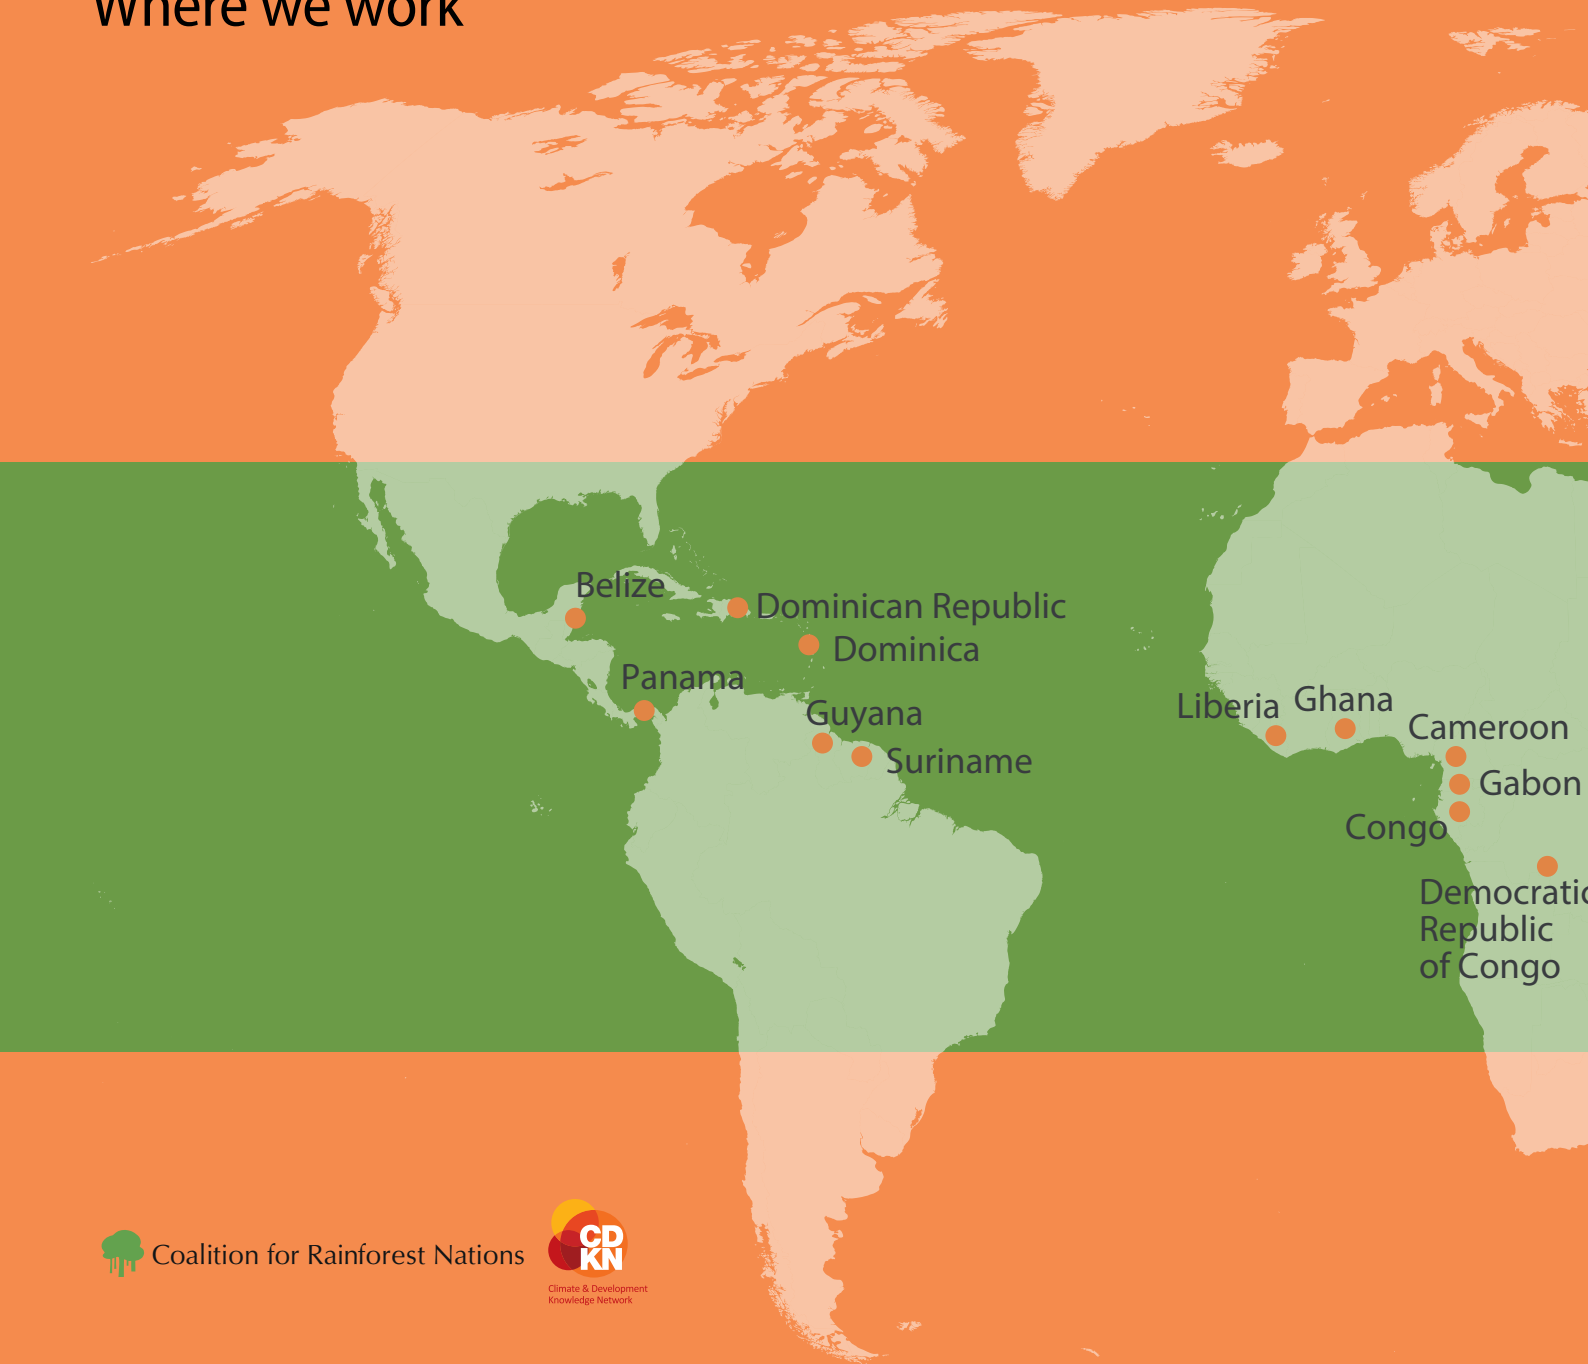 Where we work
Belize
Dominican Republic
Dominica
Panama
Guyana
Suriname
Liberia
Ghana
Cameroon
Gabon
Congo
Democratic
Republic
of Congo
Coalition for Rainforest Nations
CD
KN
Climate & Development
Knowledge Network